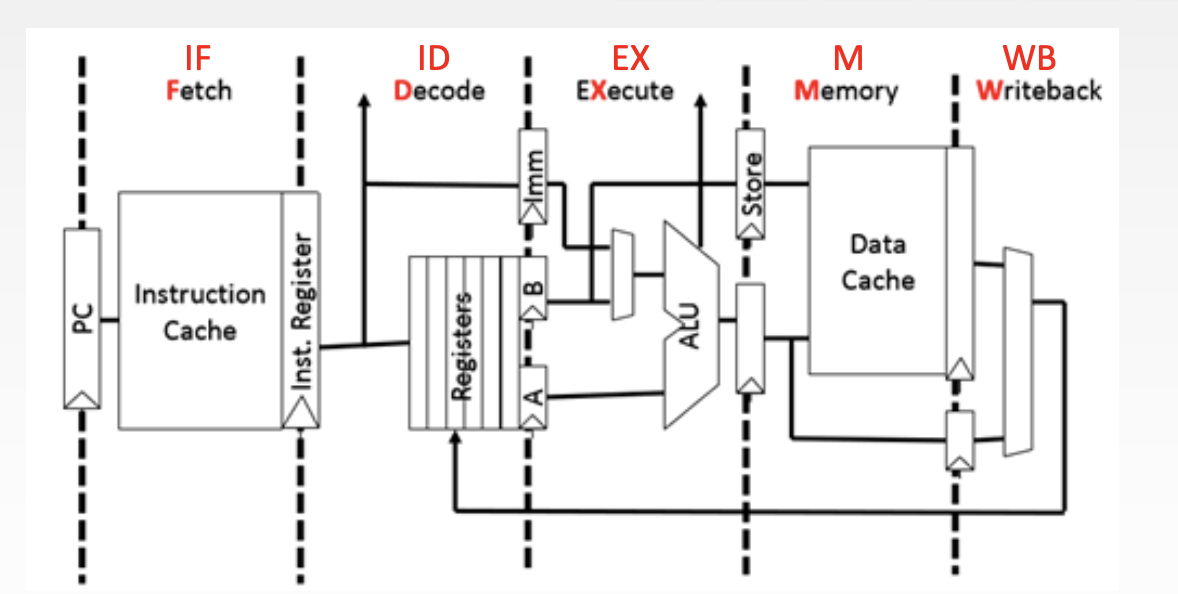 IF
Fetch
ID
Decode
EX
EXecute
M
Memory
WB
Writeback
PC
Instruction
Cache
Inst. Register
Registers
Imm
B
A
ALU
Store
Data
Cache